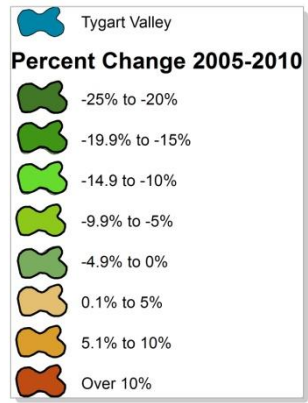 Tygart Valley
Percent Change 2005-2010
-25% to -20%
-19.9% to -15%
-14.9 to -10%
-9.9% to -5%
-4.9% to 0%
0.1% to 5%
5.1% to 10%
Over 10%